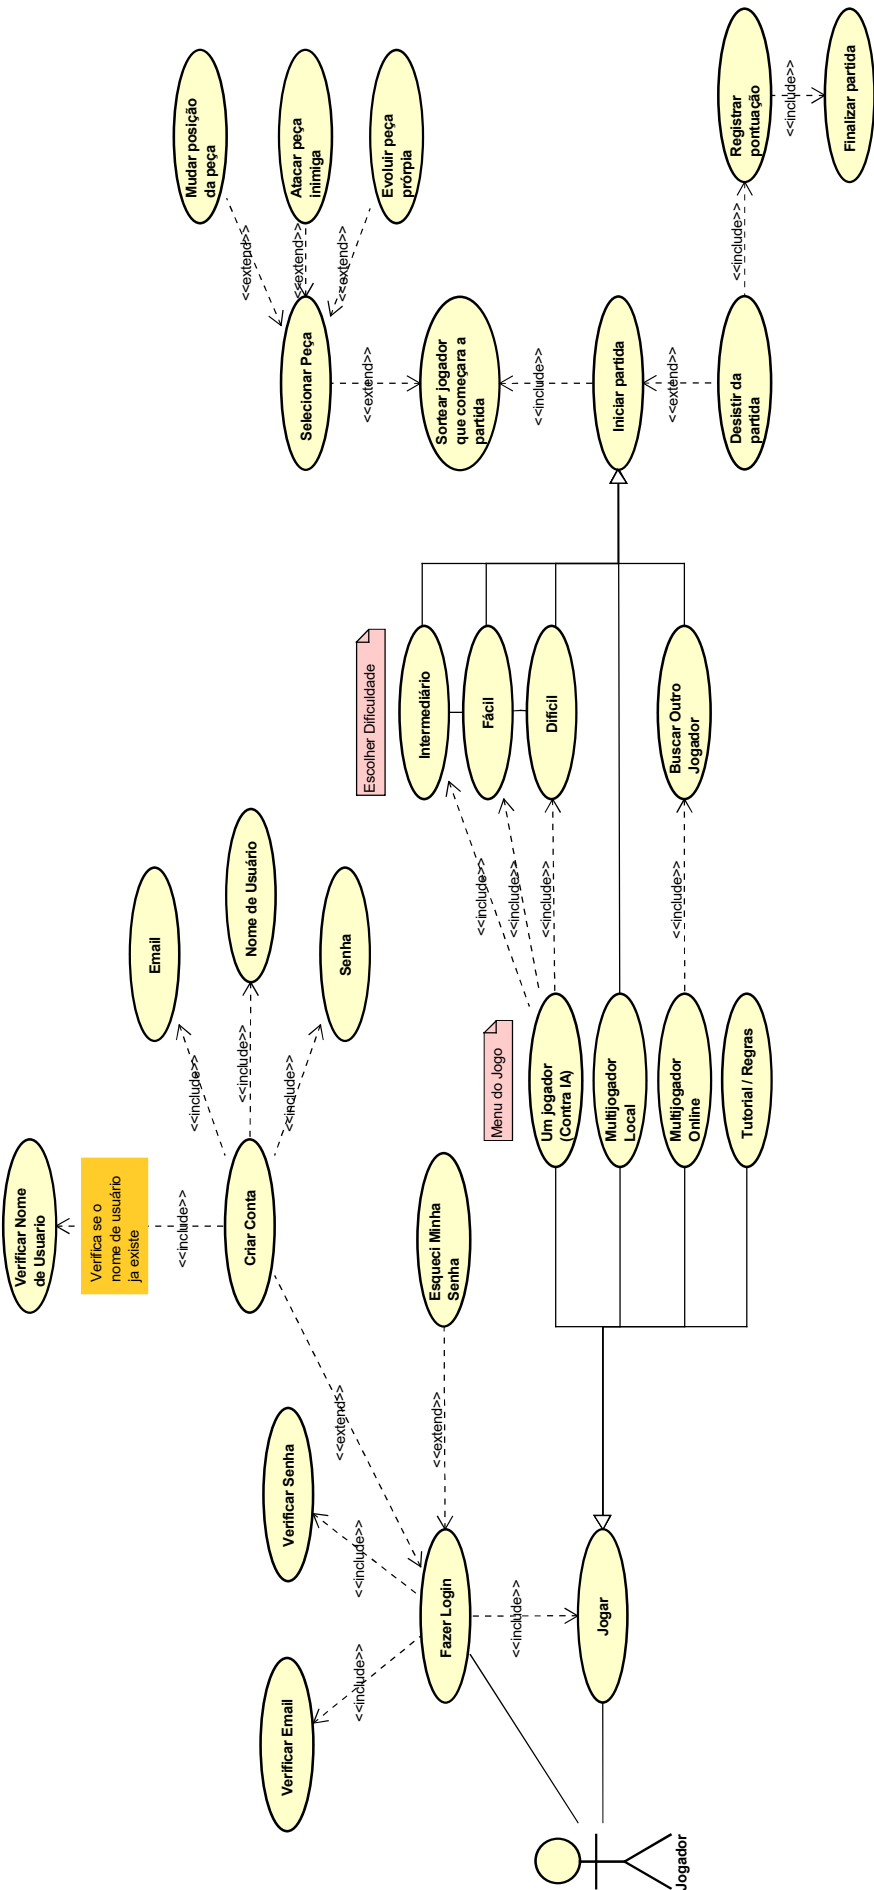 Verificar Nome
de Usuario
Verifica se o
nome de usuário
ja existe
<<include>>
Email
Nome de Usuário
Senha
<<include>>
<<include>>
<<include>>
Criar Conta
Mudar posição
da peça
Atacar peça
inimiga
Evoluir peça
prórpia
<<extend>>
<<extend>>
<<extend>>
Verificar Email
Verificar Senha
<<include>>
<<include>>
<<extend>>
Selecionar Peça
<<extend>>
Escolher Dificuldade
Fazer Login
<<extend>>
Esqueci Minha
Senha
Intermediário
Sortear jogador
que começara a
partida
<<include>>
Menu do Jogo
<<include>>
<<include>>
<<include>>
Fácil
<<include>>
Um jogador
(Contra IA)
Difícil
Jogar
Multijogador
Local
Iniciar partida
<<extend>>
Jogador
Multijogador
Online
<<include>>
Buscar Outro
Jogador
Tutorial / Regras
Desistir da
partida
<<include>>
Registrar
pontuação
<<include>>
Finalizar partida